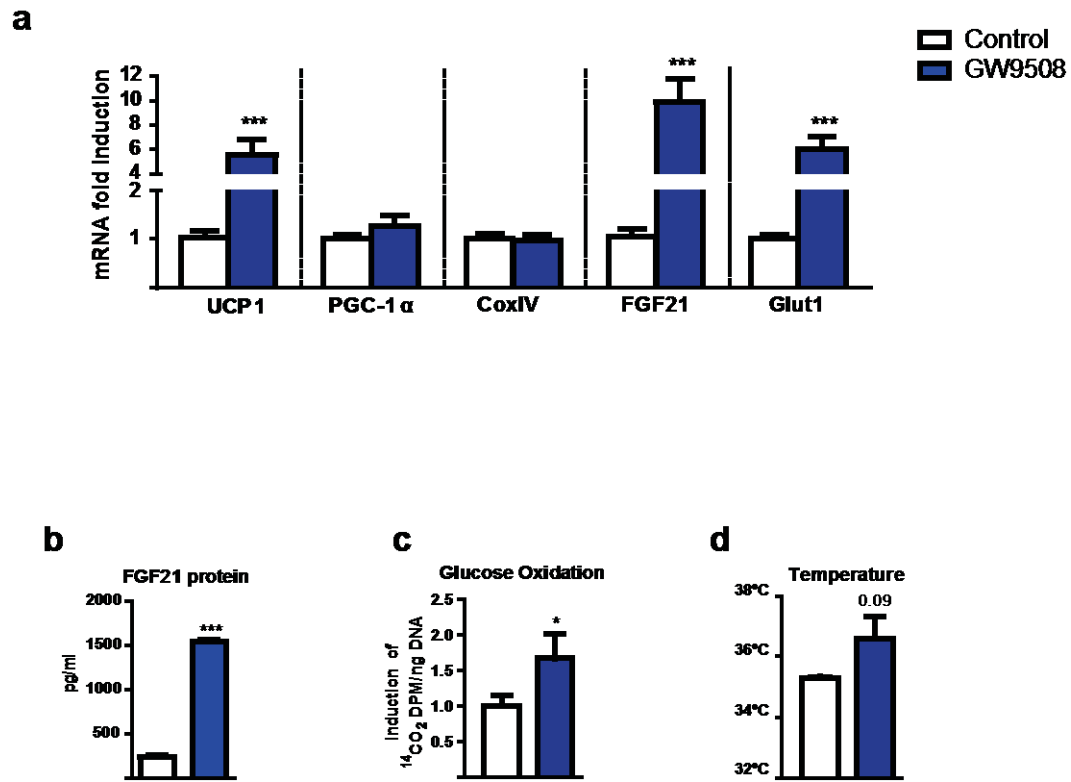 a
Control
GW9508
mRNA fold Induction
12
10
8
6
4
2
1
***
***
***
UCP1 PGC-1 α CoxIV FGF21 Glut1
b
FGF21 protein
pg/ml
2000
1500
1000
500
***
c
Glucose Oxidation
Induction of
¹⁴CO₂ DPM/ng DNA
2.5
2.0
1.5
1.0
0.5
*
d
Temperature
38°C
36°C
34°C
32°C
0.09